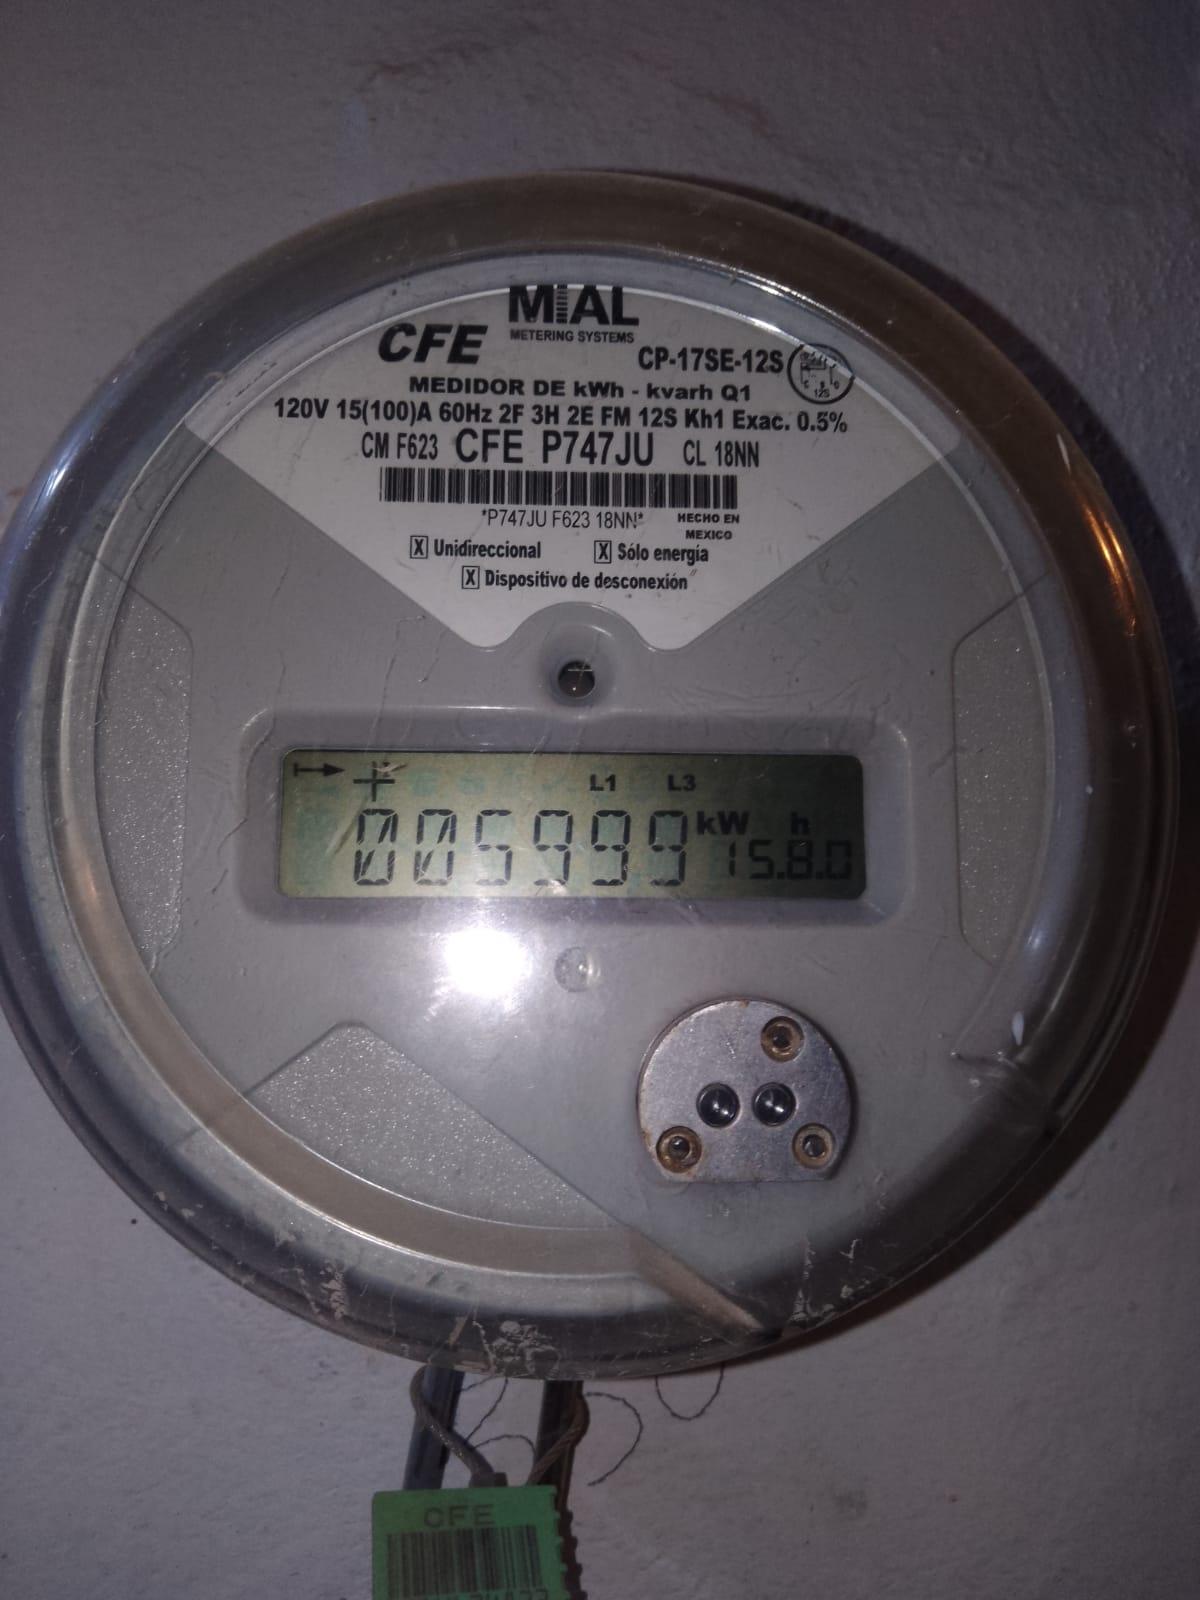 MIAL
METERING SYSTEMS
CFE
CP-17SE-12S
MEDIDOR DE kWh - kvarh Q1
120V 15(100)A 60Hz 2F 3H 2E FM 12S Kh1 Exac. 0.5%
CM F623 CFE P747JU CL 18NN
*P747JU F623 18NN*
HECHO EN
MEXICO
X Unidireccional X Sólo energía
X Dispositivo de desconexión
L1 L3
005999 kWh 15.8.0
CFE